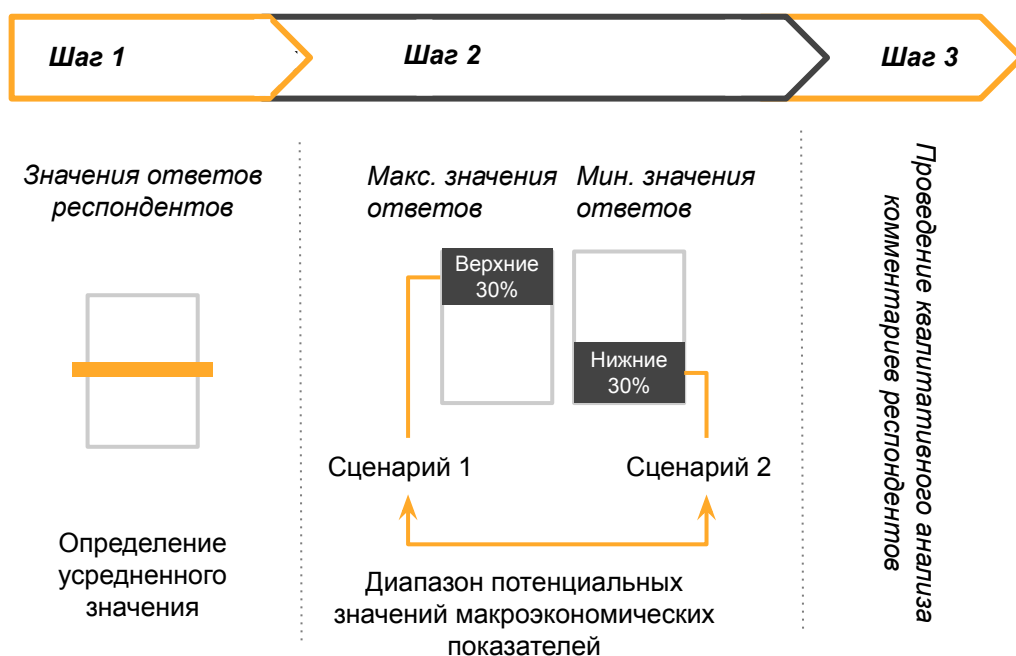 Шаг 1
Шаг 2
Шаг 3
Значения ответов
респондентов
Определение
усредненного
значения
Макс. значения
ответов
Мин. значения
ответов
Верхние
30%
Нижние
30%
Сценарий 1
Сценарий 2
Диапазон потенциальных
значений макроэкономических
показателей
Проведение квалитативного анализа
комментариев респондентов